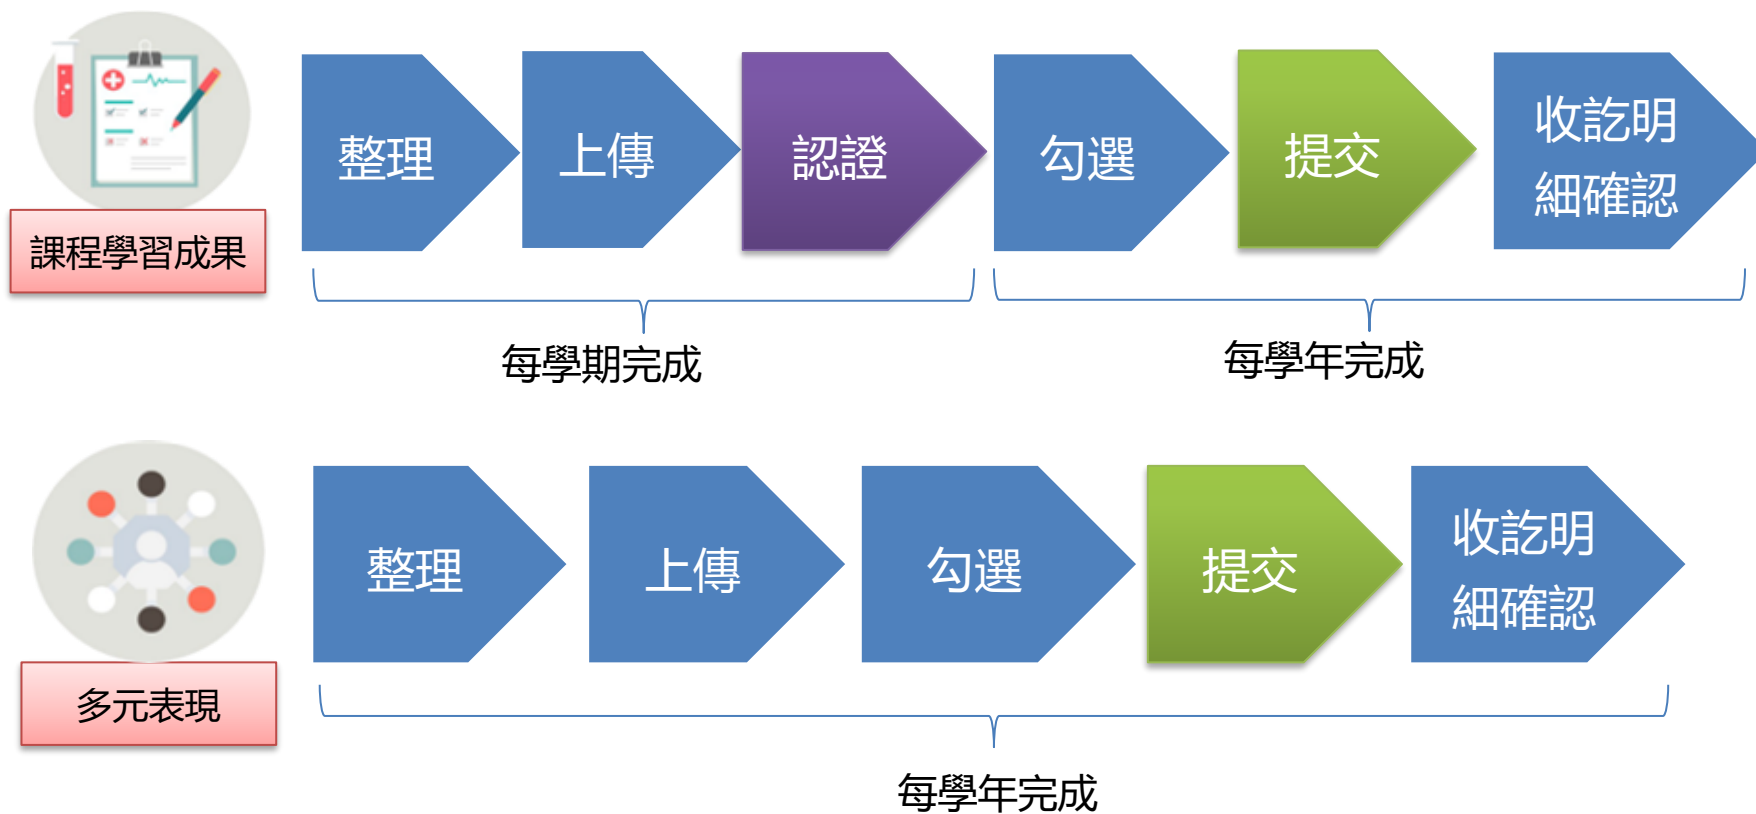 課程學習成果
整理
上傳
認證
勾選
提交
收訖明
細確認
每學期完成
每學年完成
多元表現
整理
上傳
勾選
提交
收訖明
細確認
每學年完成